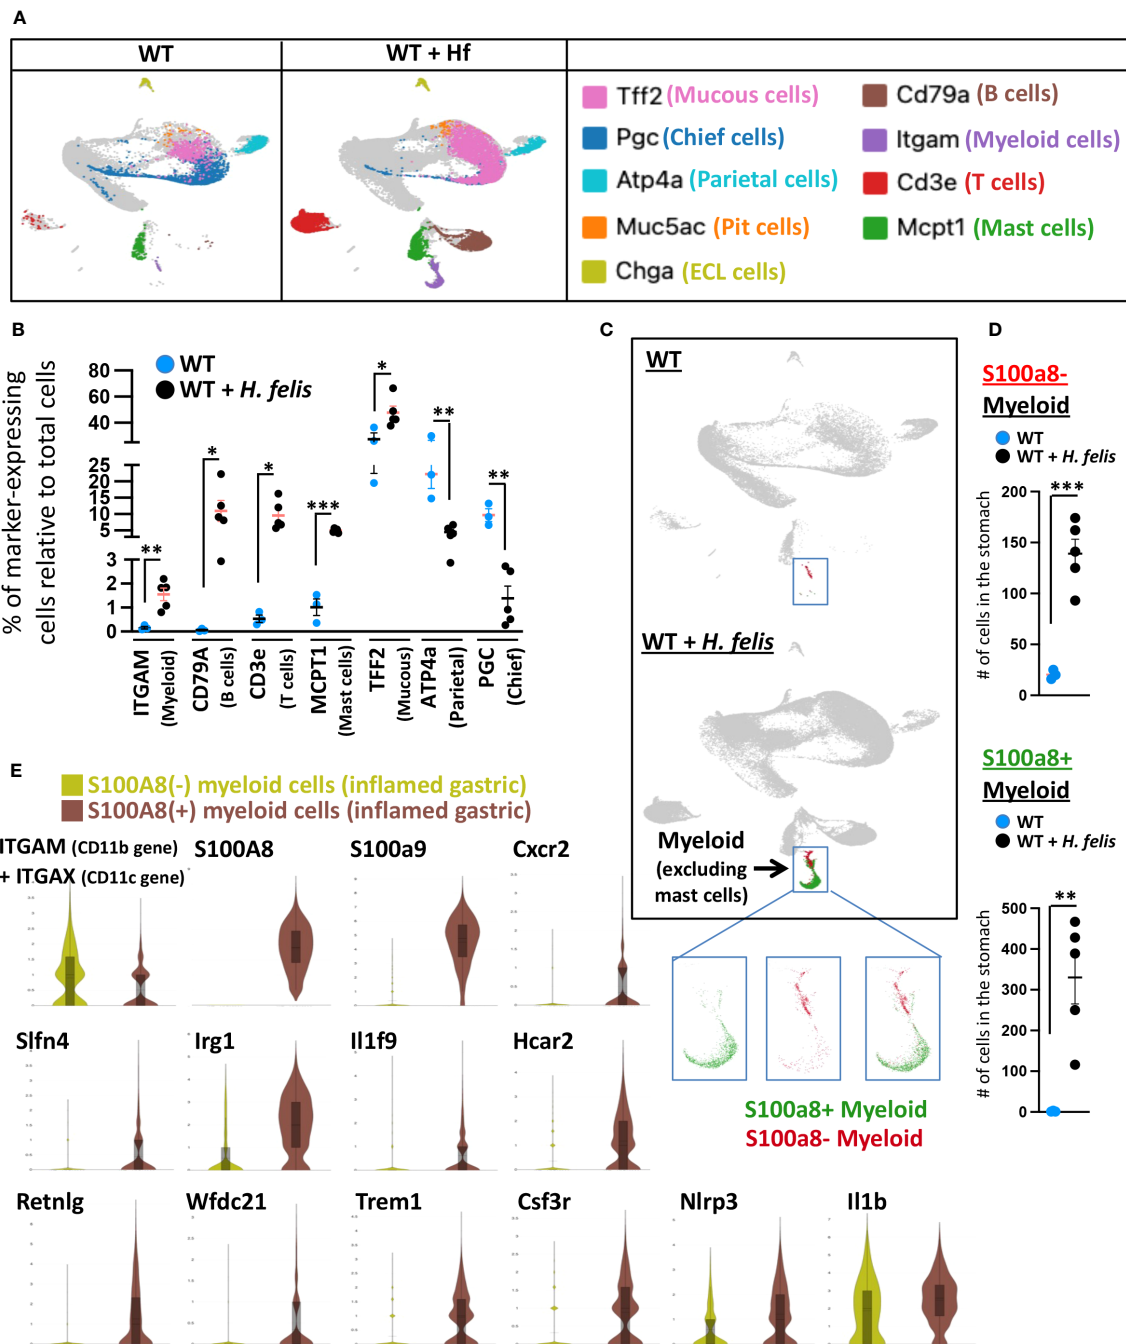 A
WT
WT + Hf
Tff2 (Mucous cells)
Pgc (Chief cells)
Atp4a (Parietal cells)
Muc5ac (Pit cells)
Chga (ECL cells)
Cd79a (B cells)
Itgam (Myeloid cells)
Cd3e (T cells)
Mcpt1 (Mast cells)
B
% of marker-expressing
cells relative to total cells
WT
WT + H. felis
80
60
40
25
20
15
10
5
3
2
1
0
**
*
*
***
*
**
**
ITGAM
(Myeloid)
CD79A
(B cells)
CD3e
(T cells)
MCPT1
(Mast cells)
TFF2
(Mucous)
ATP4a
(Parietal)
PGC
(Chief)
C
WT
WT + H. felis
Myeloid
(excluding
mast cells)
S100a8+ Myeloid
S100a8- Myeloid
D
S100a8-
Myeloid
WT
WT + H. felis
***
# of cells in the stomach
200
150
100
50
0
S100a8+
Myeloid
WT
WT + H. felis
**
# of cells in the stomach
500
400
300
200
100
0
E
S100A8(-) myeloid cells (inflamed gastric)
S100A8(+) myeloid cells (inflamed gastric)
ITGAM (CD11b gene)
+ ITGAX (CD11c gene)
S100A8
S100a9
Cxcr2
Slfn4
Irg1
Il1f9
Hcar2
Retnlg
Wfdc21
Trem1
Csf3r
Nlrp3
Il1b